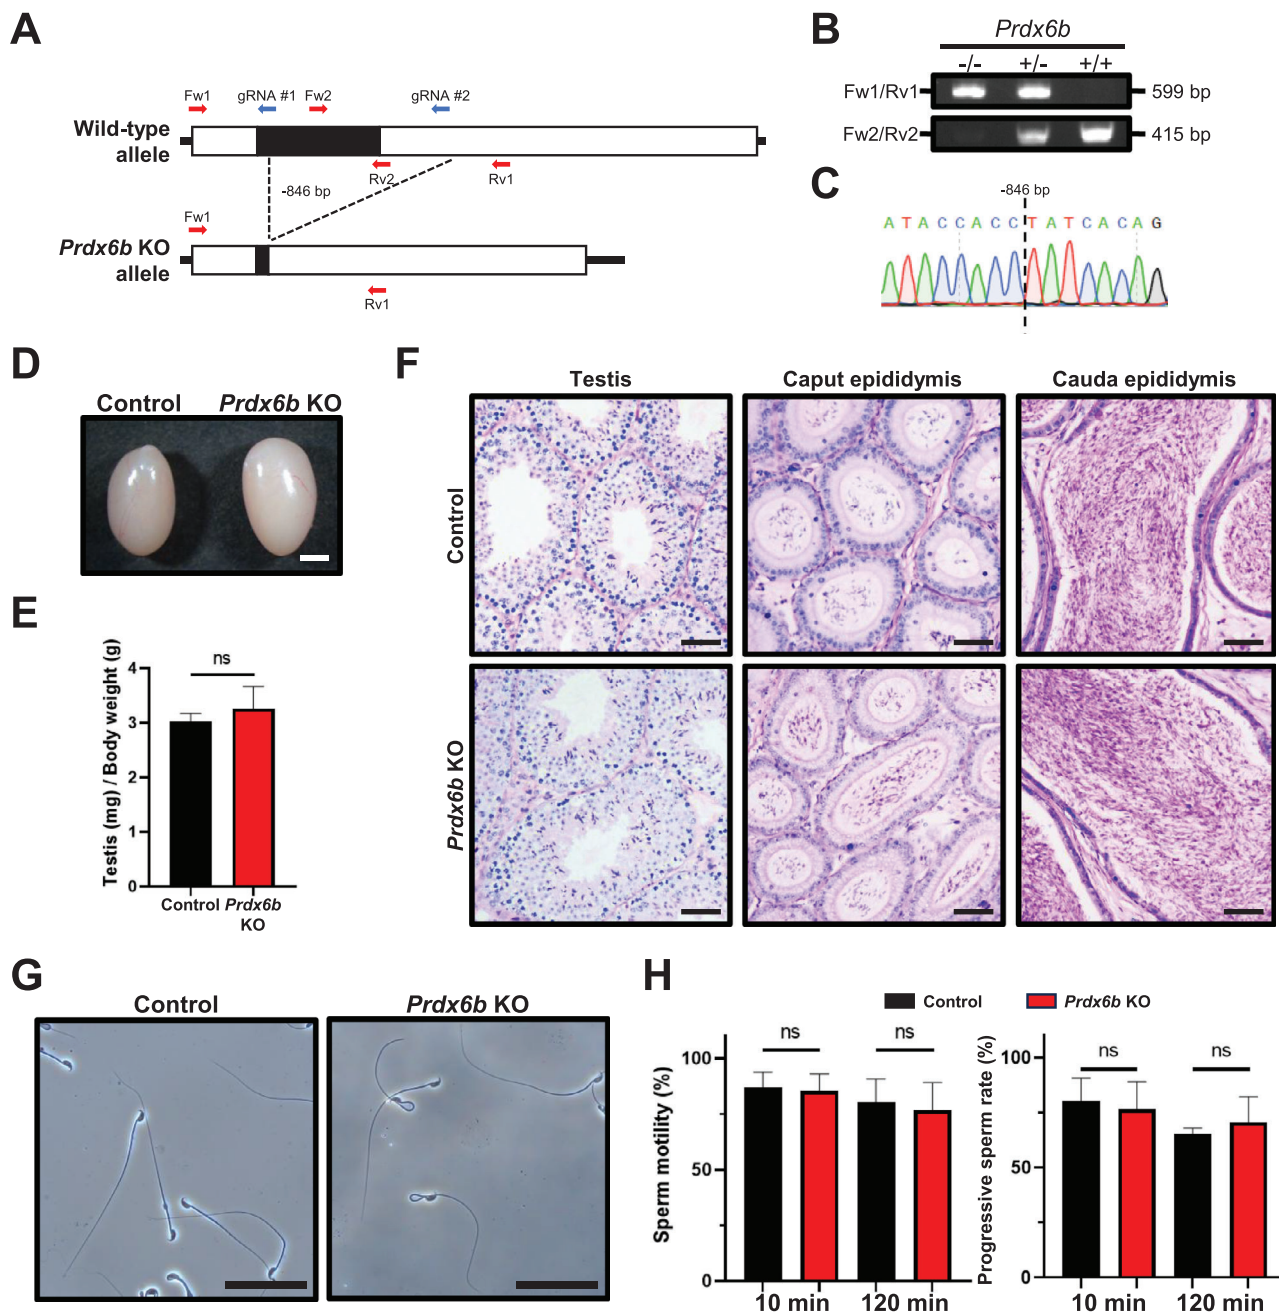 A
Fw1
gRNA #1
Fw2
gRNA #2
Wild-type
allele
Rv2
Rv1
-846 bp
Fw1
Prdx6b KO
allele
Rv1
B
Prdx6b
-/-
+/-
+/+
Fw1/Rv1
599 bp
Fw2/Rv2
415 bp
C
-846 bp
A T A C C A C C T A T C A C A G
D
Control
Prdx6b KO
E
Testis (mg) / Body weight (g)
4
3
2
1
0
ns
Control
Prdx6b
KO
F
Testis
Caput epididymis
Cauda epididymis
Control
Prdx6b KO
G
Control
Prdx6b KO
H
Control
Prdx6b KO
Sperm motility (%)
100
50
0
ns
ns
10 min
120 min
Progressive sperm rate (%)
100
50
0
ns
ns
10 min
120 min